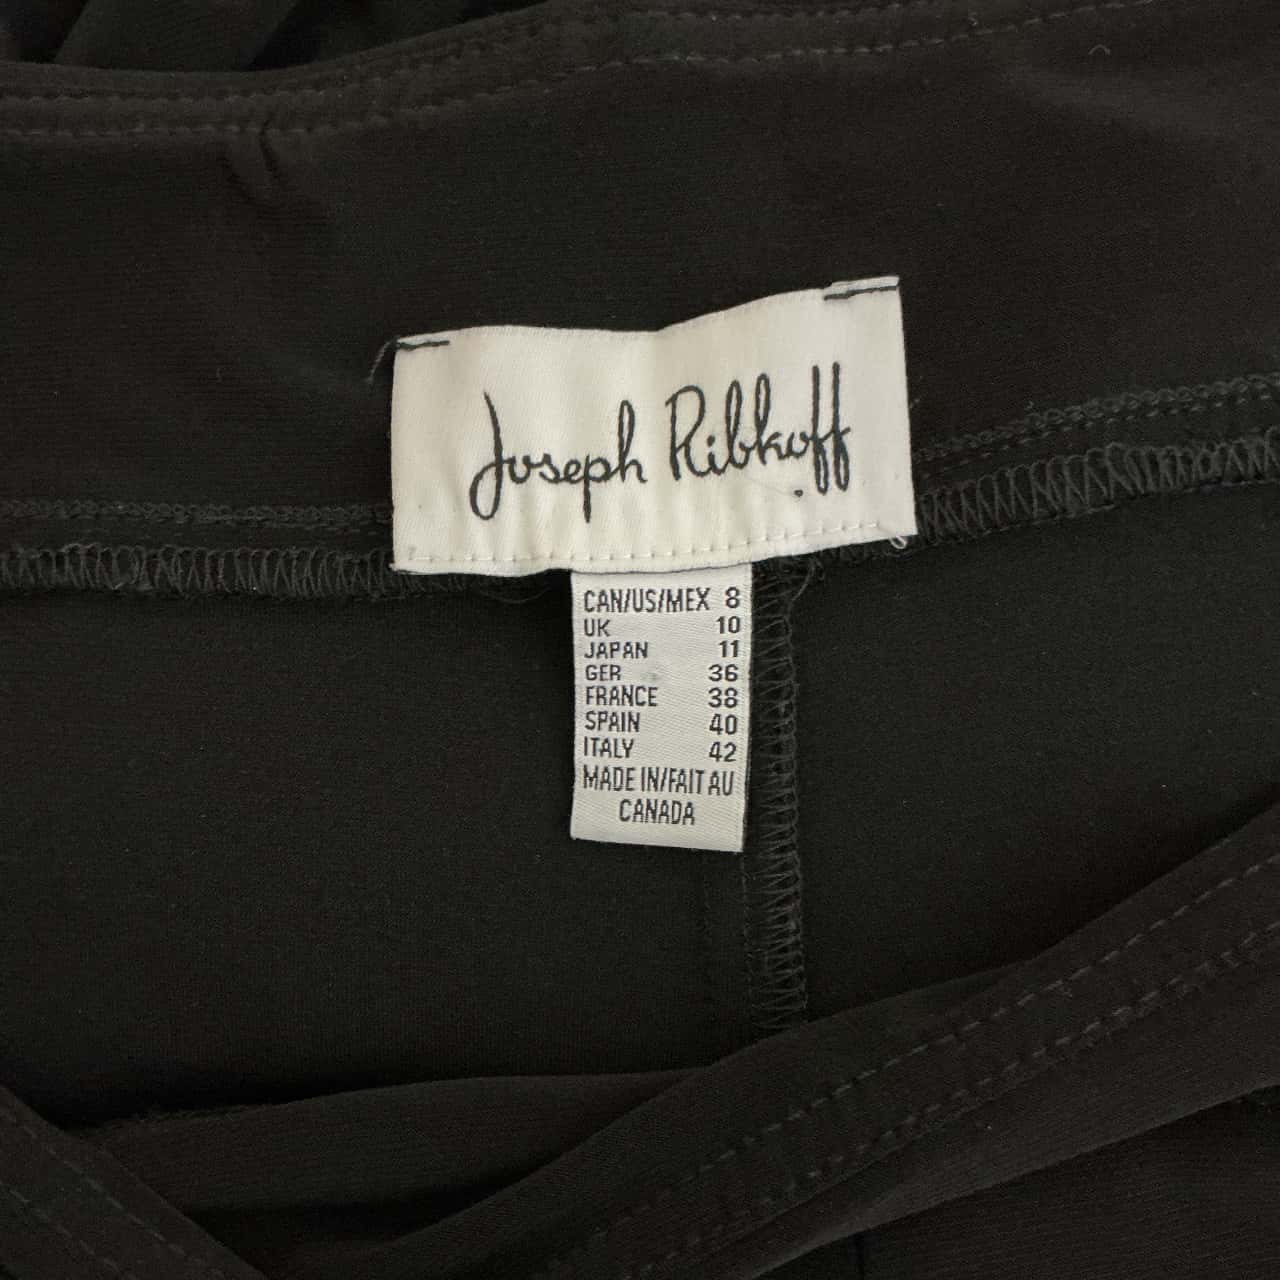 Joseph Ribkoff
CAN/US/MEX 8
UK 10
JAPAN 11
GER 36
FRANCE 38
SPAIN 40
ITALY 42
MADE IN/FAIT AU
CANADA